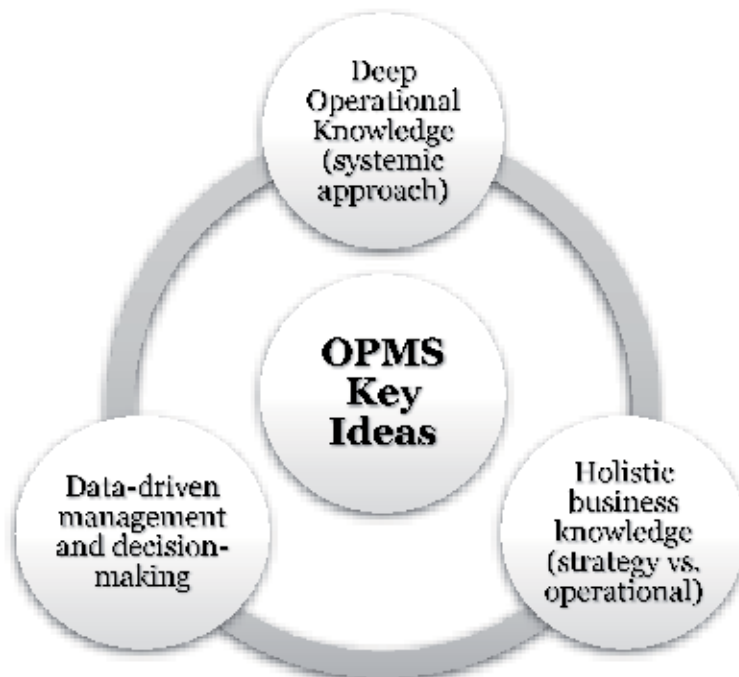 Deep
Operational
Knowledge
(systemic
approach)
OPMS
Key
Ideas
Data-driven
management
and decision-
making
Holistic
business
knowledge
(strategy vs.
operational)